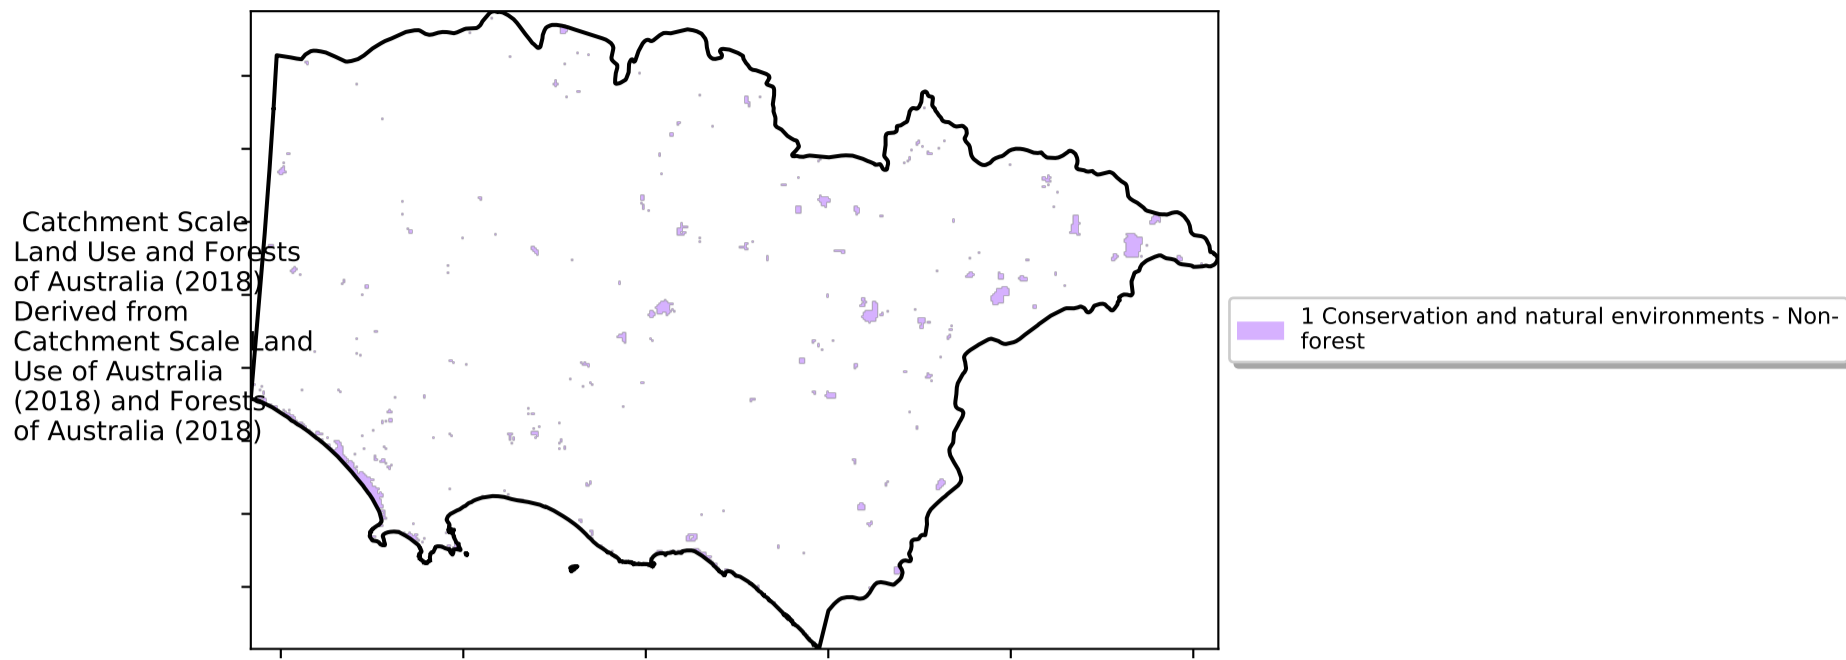 Catchment Scale
Land Use and Forests
of Australia (2018)
Derived from
Catchment Scale Land
Use of Australia
(2018) and Forests
of Australia (2018)
1 Conservation and natural environments - Non-
forest